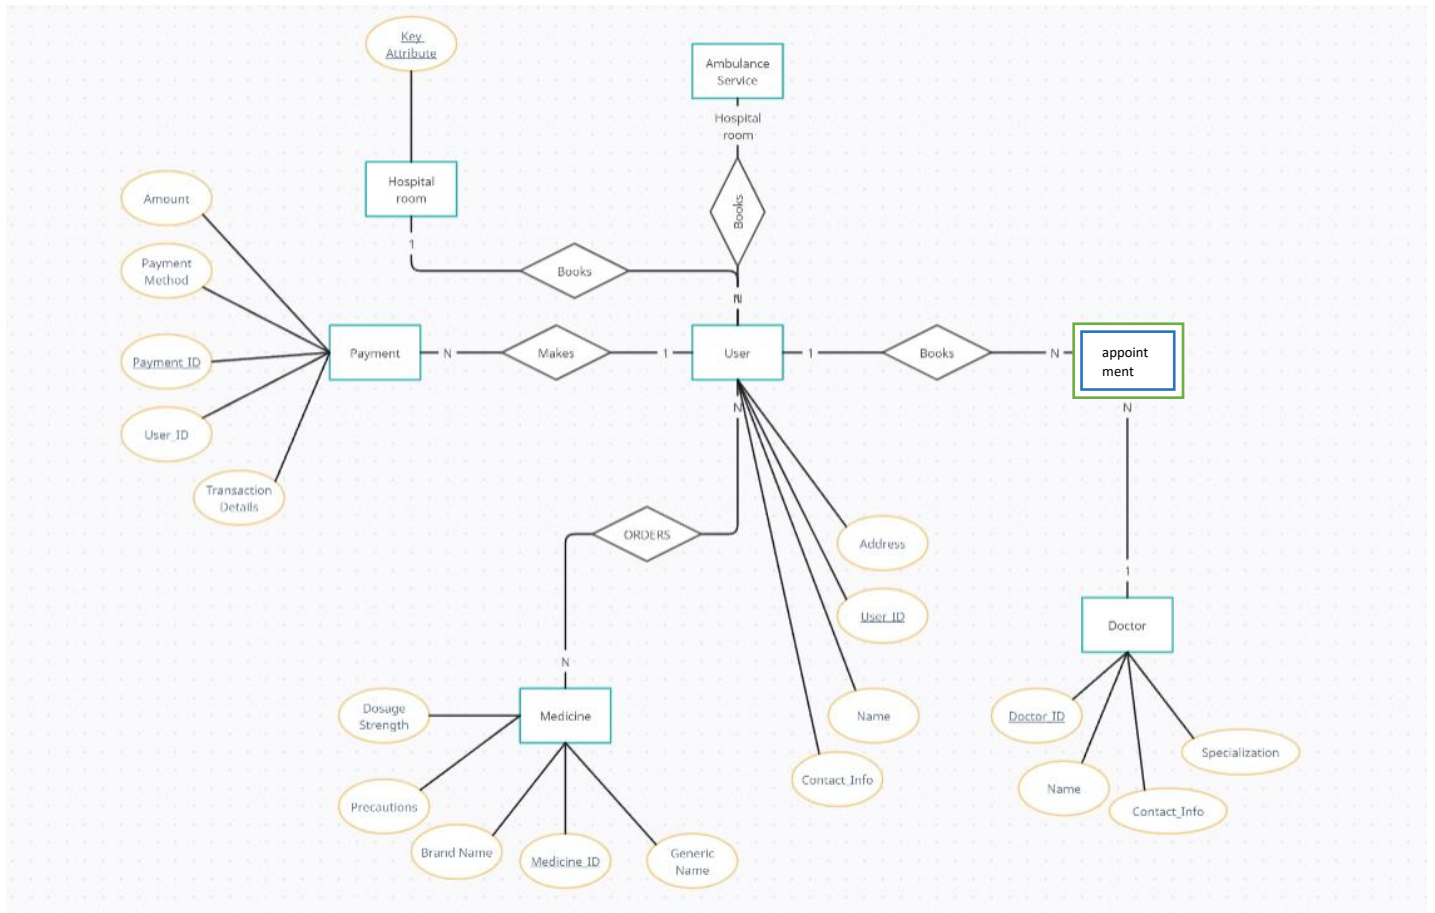 Key
Attribute
Ambulance
Service
Hospital
room
Hospital
room
Books
Amount
1
Payment
Method
Books
N
Payment
N
Makes
1
User
1
Books
N
appoint
ment
Payment_ID
N
N
User_ID
Transaction
Details
ORDERS
Address
1
User_ID
Doctor
N
Dosage
Strength
Medicine
Name
Doctor_ID
Specialization
Contact_Info
Name
Precautions
Contact_Info
Brand Name
Medicine_ID
Generic
Name